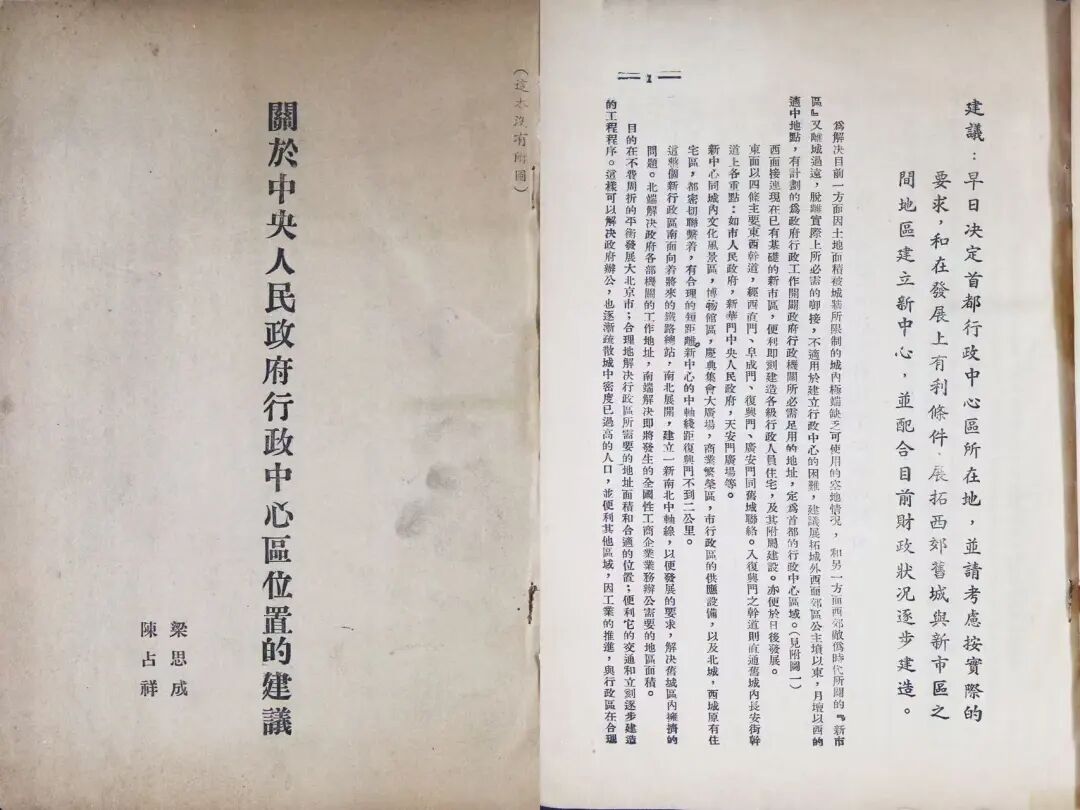 關於中央人民政府行政中心區位置的建議
梁思成
陳占祥
(這本沒有附圖)
建議：早日決定首都行政中心區所在地，並請考慮按實際的
要求，和在發展上有利條件、展拓西郊舊城與新市區之
間地區建立新中心，並配合目前財政狀況逐步建造。
爲解决目前一方面因土地面積被城牆所限制的城內極端缺乏可使用的空地情况，和另一方面西郊敵僞時代所闢的『新市
區』又離城過遠，脫離實際上所必需的啣接，不適用於建立行政中心的困難，建議展拓城外西面郊區公主墳以東，月壇以西的
適中地點，有計劃的爲政府行政工作開闢政府行政機關所必需足用的地址，定爲首都的行政中心區域。(見附圖一)
西面接連現在已有基礎的新市區，便利即刻建造各級行政人員住宅，及其附屬建設。亦便於日後發展。
東面以四條主要東西幹道，經西直門、阜成門、復興門、廣安門同舊城聯絡。入復興門之幹道則直通舊城內長安街幹
道上各重點：如市人民政府，新華門中央人民政府，天安門廣場等。
新中心同城內文化風景區，博物館區，慶典集會大廣場，商業繁榮區，市行政區的供應設備，以及北城，西城原有住
宅區，都密切聯繫着，有合理的短距離。新中心的中軸綫距復興門不到二公里。
這整個新行政區南面向着將來的鐵路總站，南北展開，建立一新南北中軸線，以便發展的要求，解决舊城區內擁擠的
問題。北端解决政府各部機關的工作地址，南端解决即將發生的全國性工商企業業務辦公需要的地區面積。
目的在不費周折的平衡發展大北京市；合理地解决行政區所需要的地址面積和合適的位置；便利它的交通和立刻逐步建造
的工程程序。這樣可以解决政府辦公，也逐漸疏散城中密度已過高的人口，並便利其他區域，因工業的推進，與行政區在合理
1